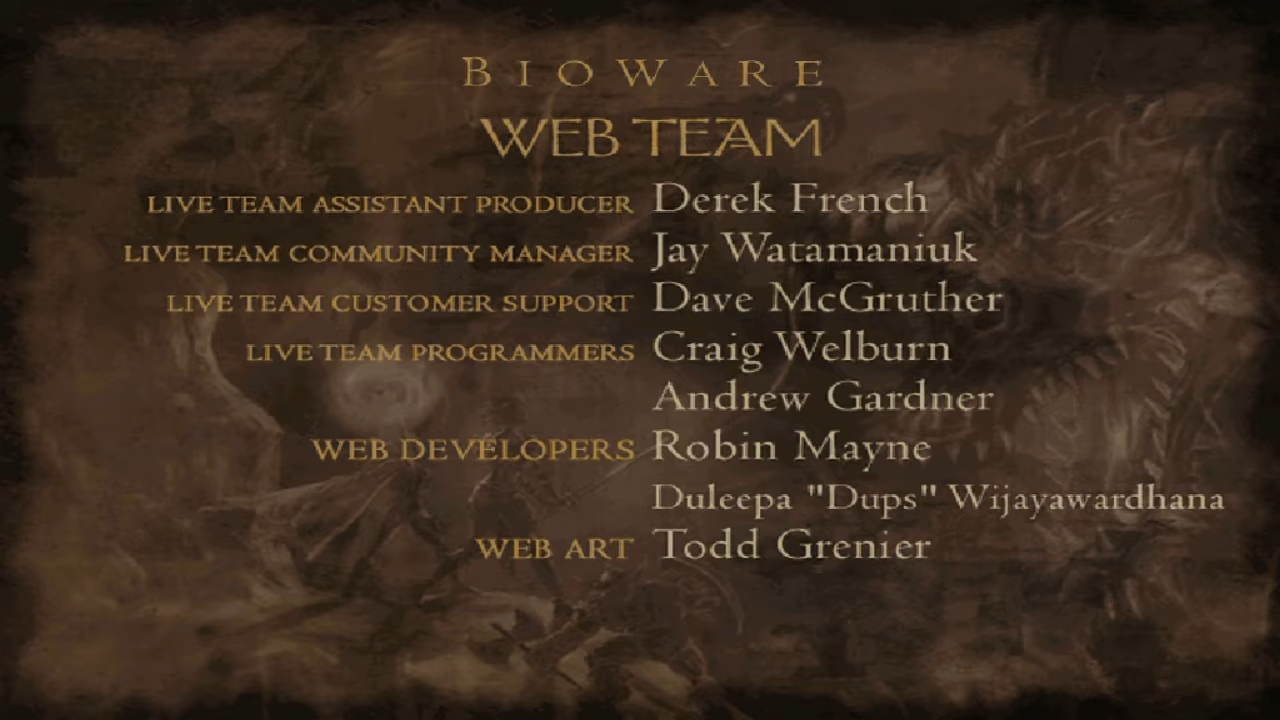 BIOWARE
WEB TEAM
LIVE TEAM ASSISTANT PRODUCER Derek French
LIVE TEAM COMMUNITY MANAGER Jay Watamaniuk
LIVE TEAM CUSTOMER SUPPORT Dave McGruther
LIVE TEAM PROGRAMMERS Craig Welburn
Andrew Gardner
WEB DEVELOPERS Robin Mayne
Duleepa "Dups" Wijayawardhana
WEB ART Todd Grenier